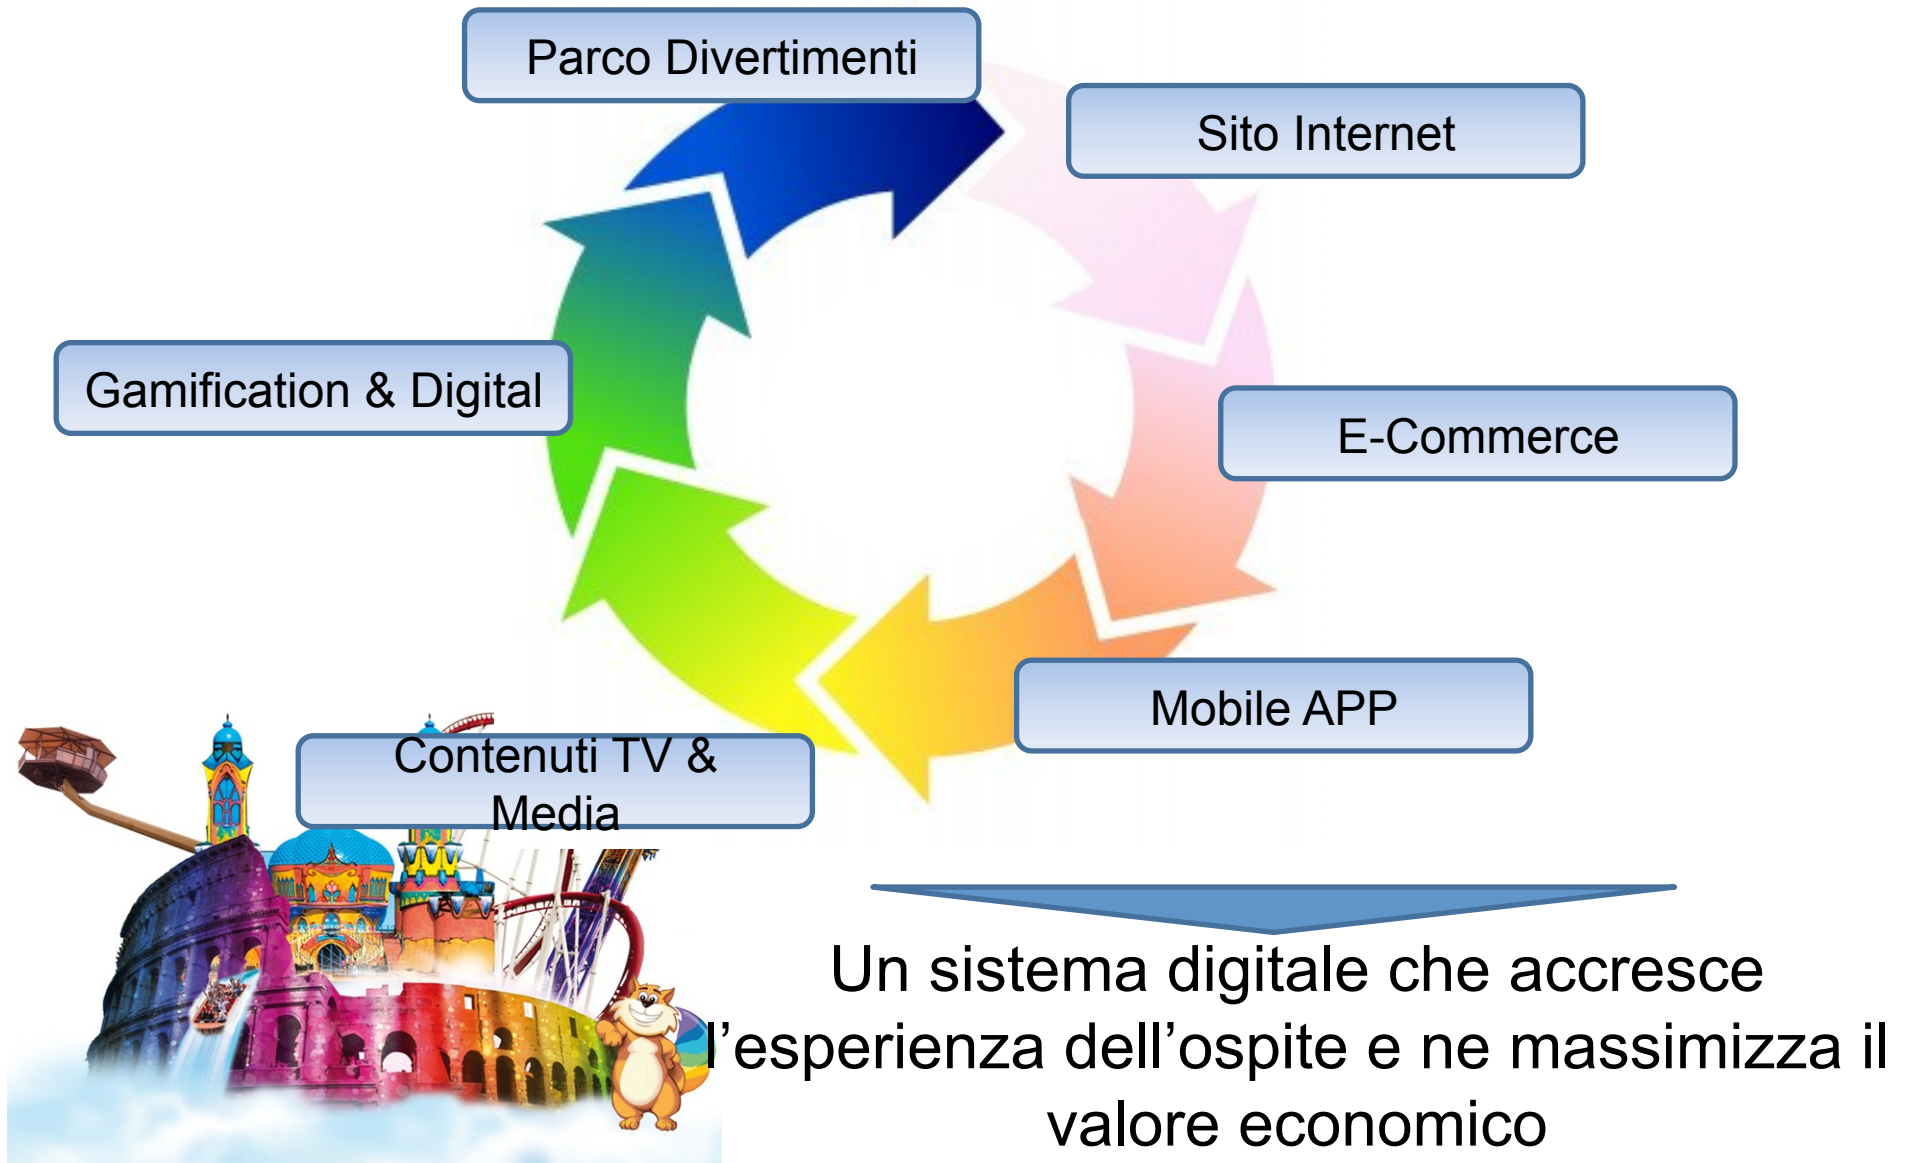 Parco Divertimenti
Sito Internet
Gamification & Digital
E-Commerce
Mobile APP
Contenuti TV &
Media
Un sistema digitale che accresce
l’esperienza dell’ospite e ne massimizza il
valore economico